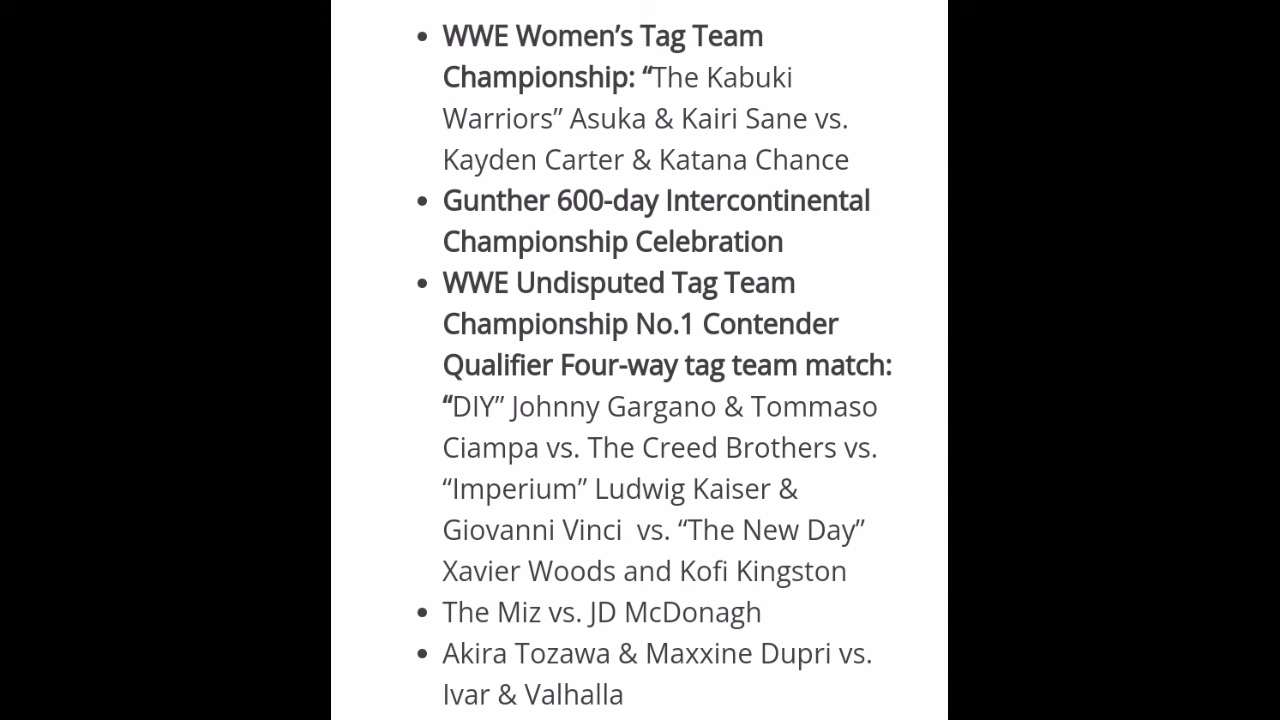 • WWE Women’s Tag Team
Championship: “The Kabuki
Warriors” Asuka & Kairi Sane vs.
Kayden Carter & Katana Chance
• Gunther 600-day Intercontinental
Championship Celebration
• WWE Undisputed Tag Team
Championship No.1 Contender
Qualifier Four-way tag team match:
“DIY” Johnny Gargano & Tommaso
Ciampa vs. The Creed Brothers vs.
“Imperium” Ludwig Kaiser &
Giovanni Vinci  vs. “The New Day”
Xavier Woods and Kofi Kingston
• The Miz vs. JD McDonagh
• Akira Tozawa & Maxxine Dupri vs.
Ivar & Valhalla